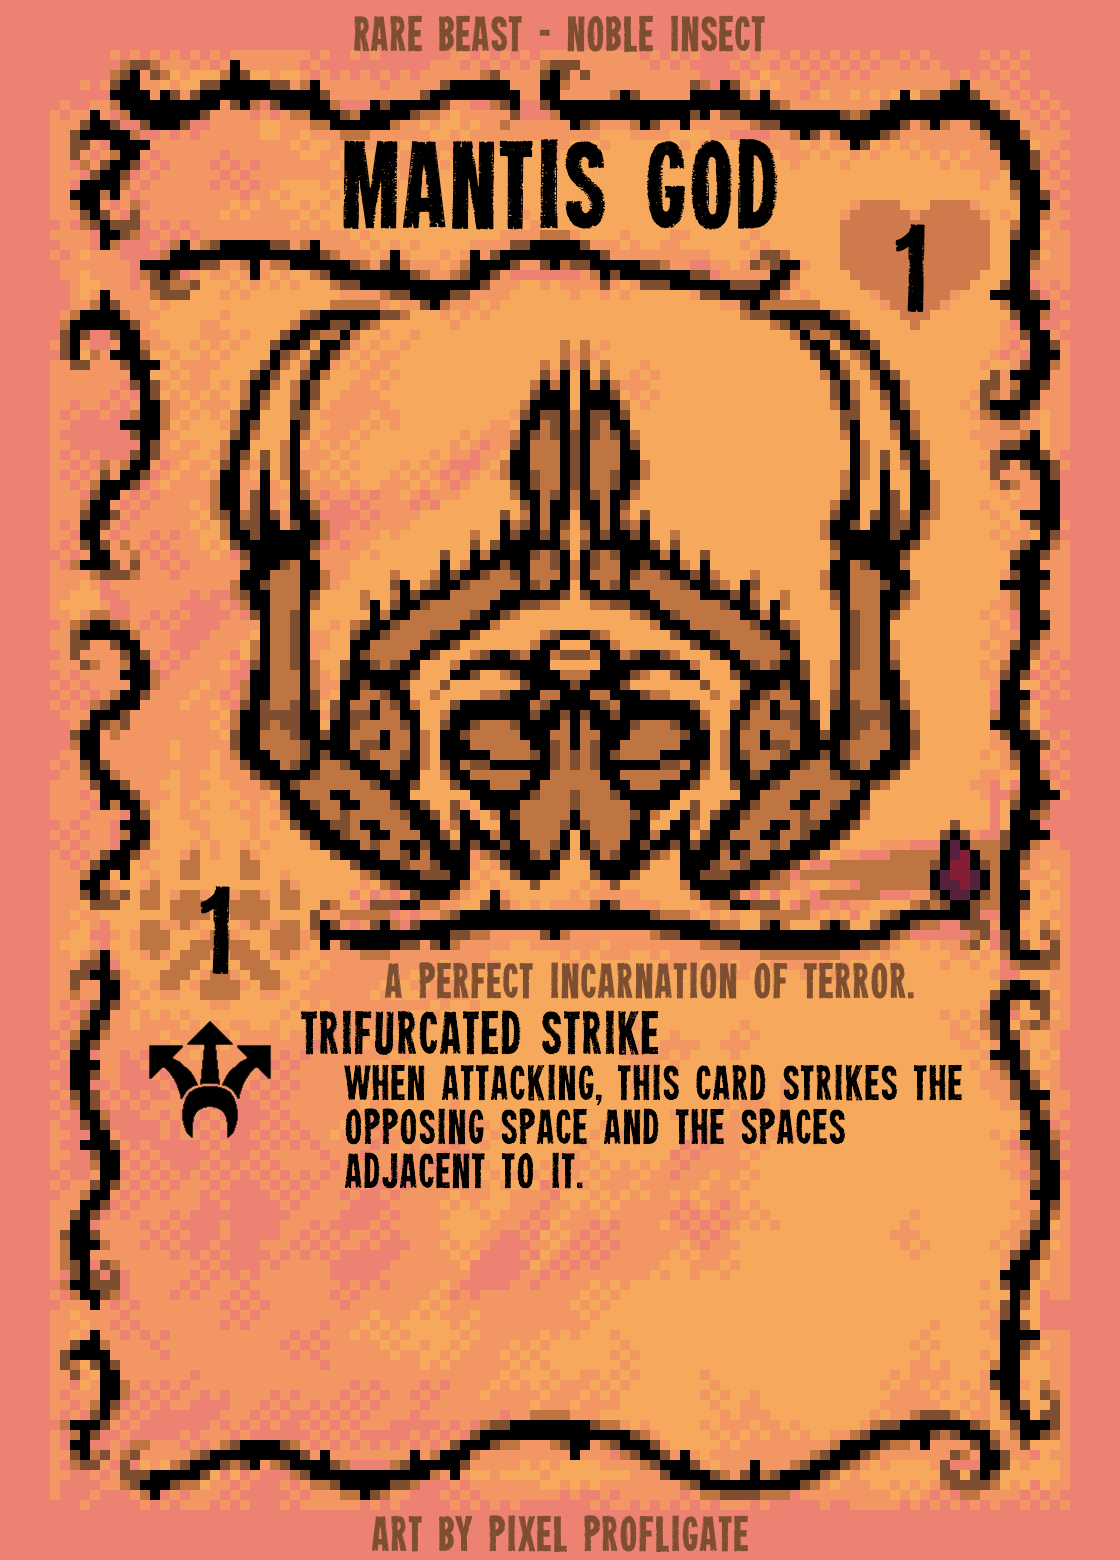 RARE BEAST - NOBLE INSECT
MANTIS GOD
1
1
A PERFECT INCARNATION OF TERROR.
TRIFURCATED STRIKE
WHEN ATTACKING, THIS CARD STRIKES THE
OPPOSING SPACE AND THE SPACES
ADJACENT TO IT.
ART BY PIXEL PROFLIGATE